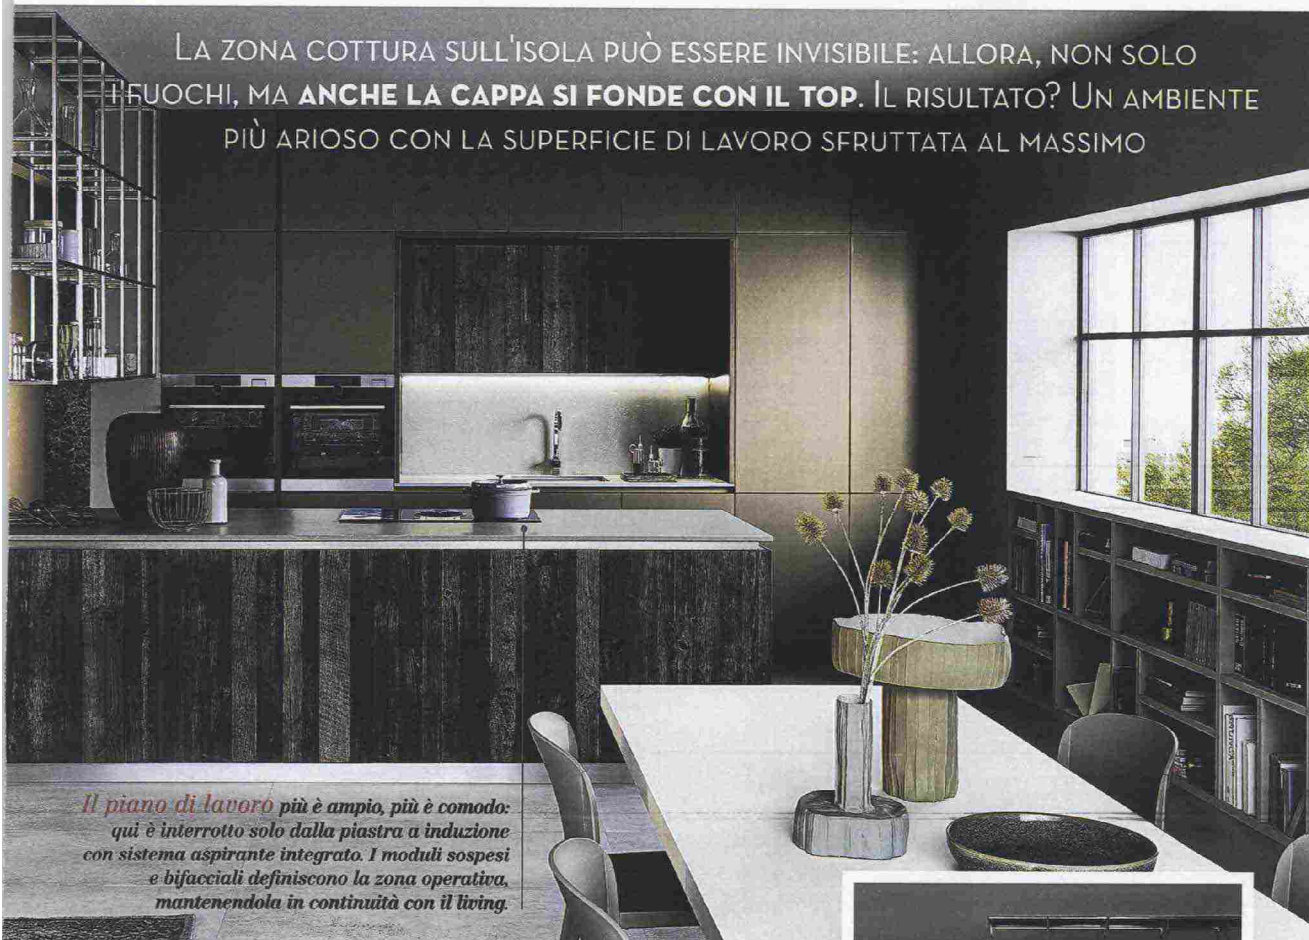 LA ZONA COTTURA SULL'ISOLA PUÒ ESSERE INVISIBILE: ALLORA, NON SOLO
I FUOCHI, MA ANCHE LA CAPPA SI FONDE CON IL TOP. IL RISULTATO? UN AMBIENTE
PIÙ ARIOSO CON LA SUPERFICIE DI LAVORO SFRUTTATA AL MASSIMO
Il piano di lavoro più è ampio, più è comodo:
qui è interrotto solo dalla piastra a induzione
con sistema aspirante integrato. I moduli sospesi
e bifacciali definiscono la zona operativa,
mantenendola in continuità con il living.